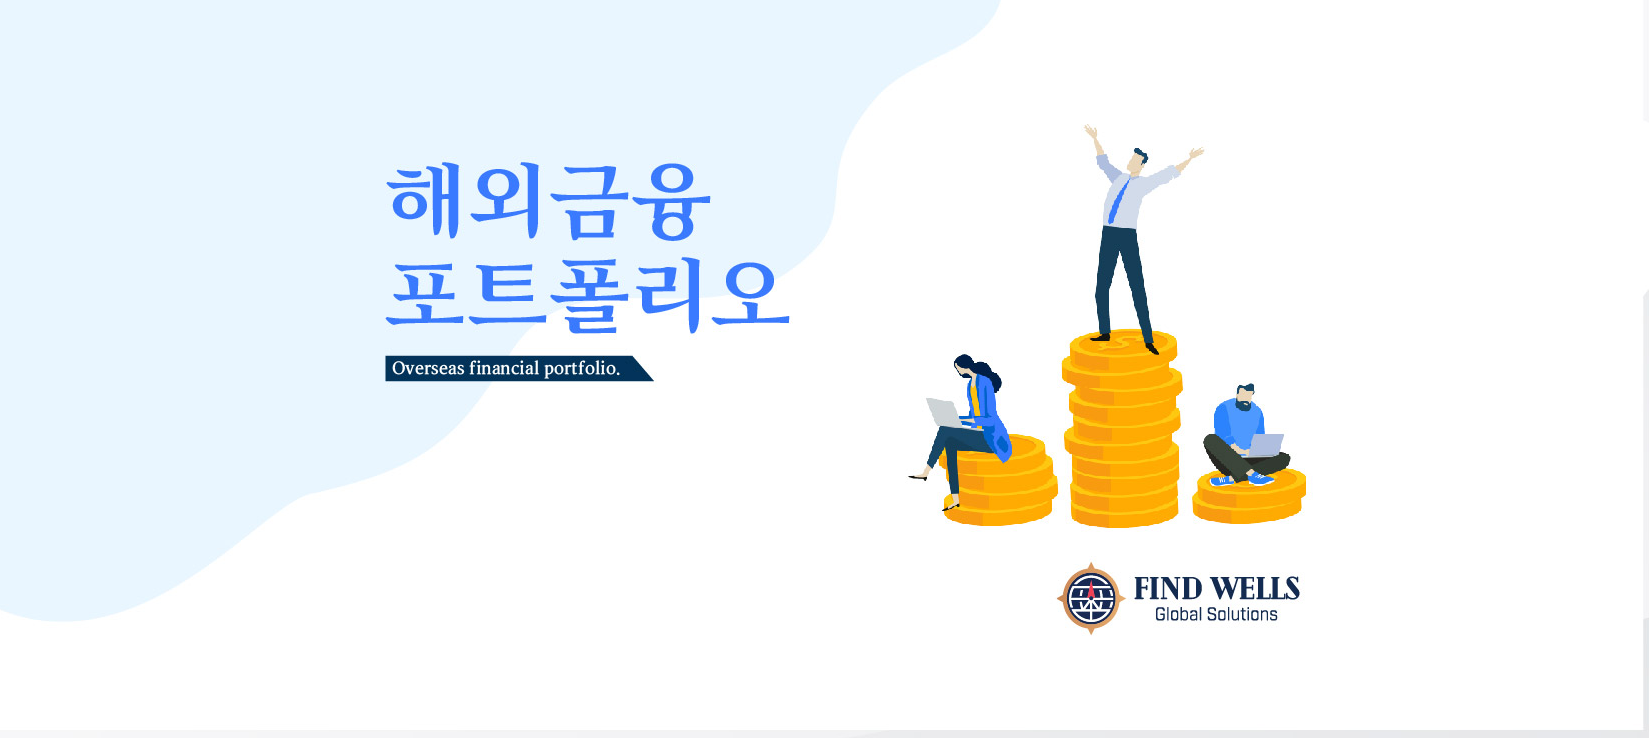 해외금융
포트폴리오
Overseas financial portfolio.
FIND WELLS
Global Solutions